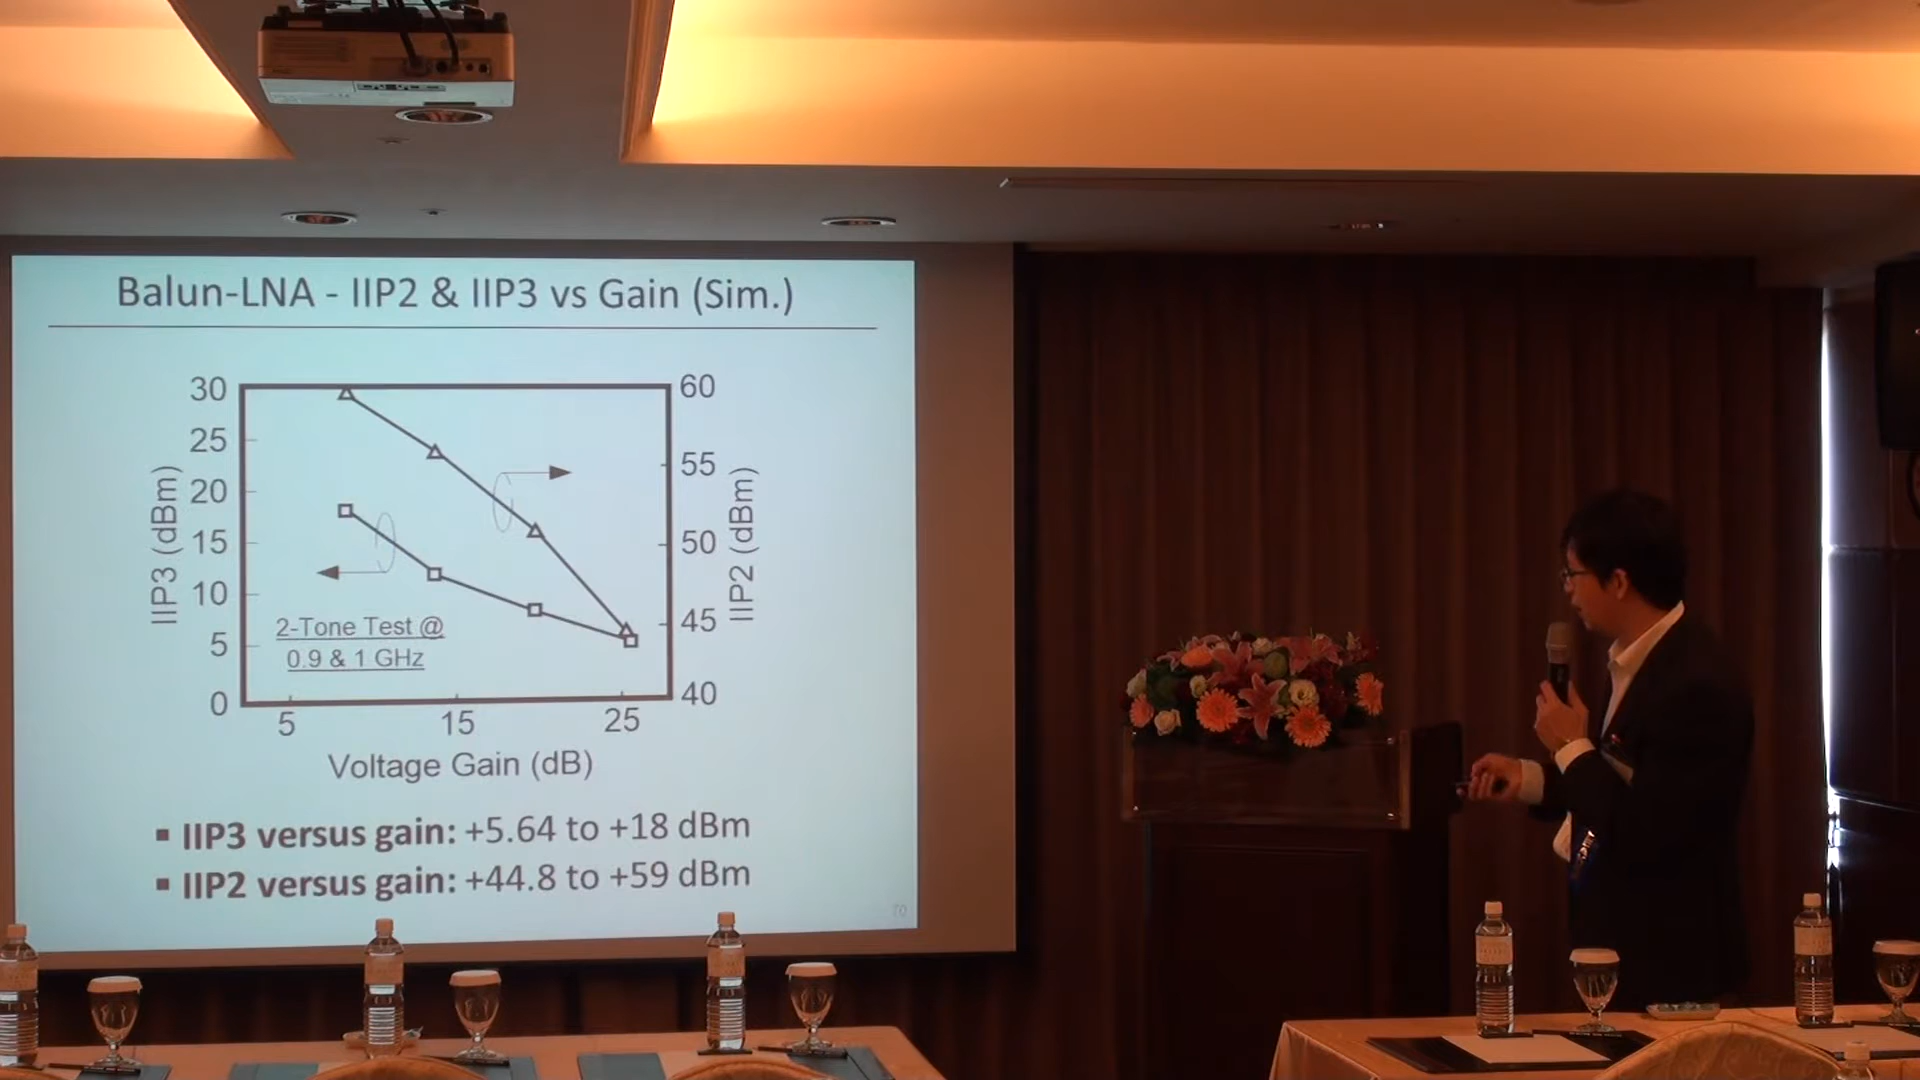 Balun-LNA - IIP2 & IIP3 vs Gain (Sim.)
30
25
20
15
10
5
0
IIP3 (dBm)
60
55
50
45
40
IIP2 (dBm)
2-Tone Test @
0.9 & 1 GHz
5 15 25
Voltage Gain (dB)
▪ IIP3 versus gain: +5.64 to +18 dBm
▪ IIP2 versus gain: +44.8 to +59 dBm
70